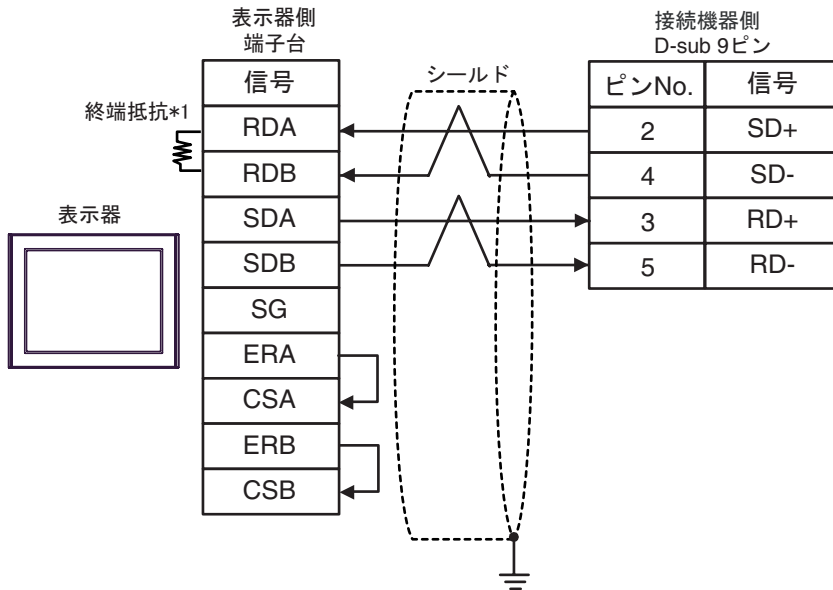 表示器側
端子台
接続機器側
D-sub 9ピン
シールド
終端抵抗*1
表示器
信号
RDA
RDB
SDA
SDB
SG
ERA
CSA
ERB
CSB
ピンNo. 信号
2 SD+
4 SD-
3 RD+
5 RD-